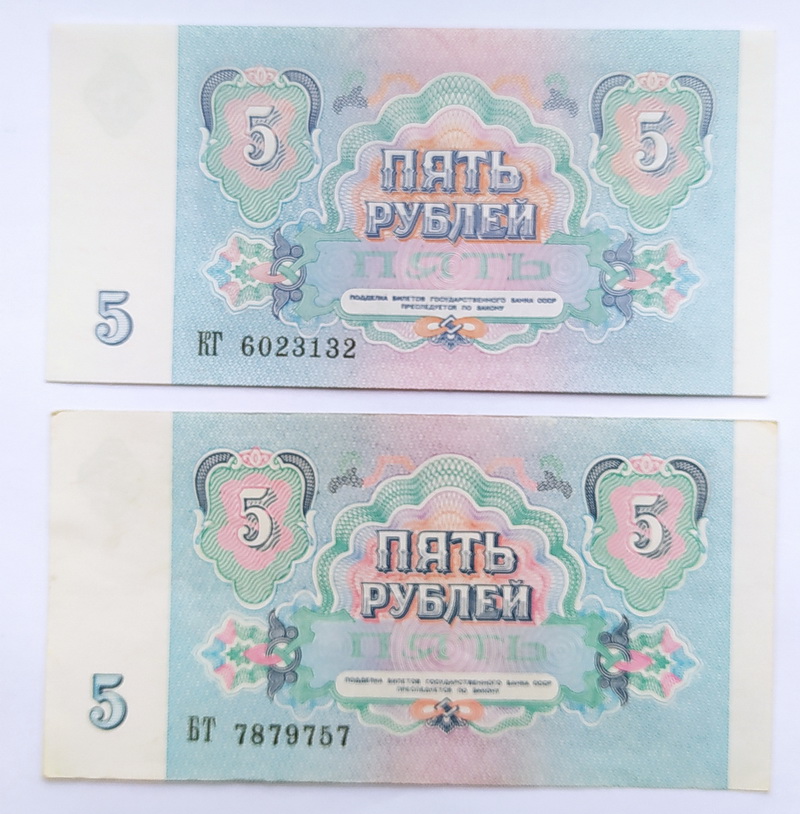 5 5
ПЯТЬ
РУБЛЕЙ
ПЯТЬ
ПОДДЕЛКА БИЛЕТОВ ГОСУДАРСТВЕННОГО БАНКА СССР
ПРЕСЛЕДУЕТСЯ ПО ЗАКОНУ
5
КГ 6023132
5 5
ПЯТЬ
РУБЛЕЙ
ПЯТЬ
ПОДДЕЛКА БИЛЕТОВ ГОСУДАРСТВЕННОГО БАНКА СССР
ПРЕСЛЕДУЕТСЯ ПО ЗАКОНУ
5
БТ 7879757